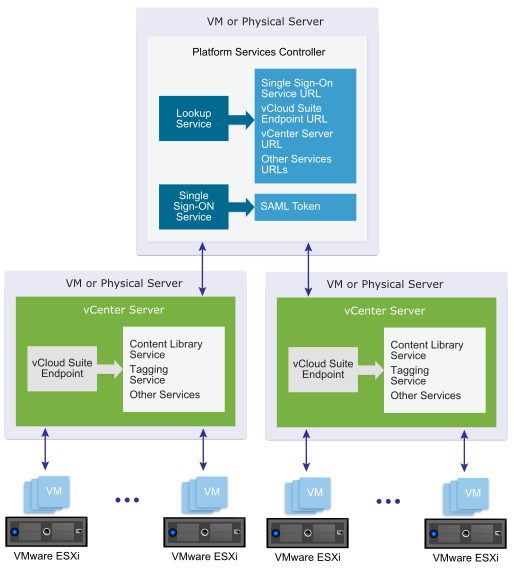 VM or Physical Server
Platform Services Controller
Lookup
Service
Single Sign-On
Service URL
vCloud Suite
Endpoint URL
vCenter Server
URL
Other Services
URLs
Single
Sign-ON
Service
SAML Token
VM or Physical Server
vCenter Server
vCloud Suite
Endpoint
Content Library
Service
Tagging
Service
Other Services
VM or Physical Server
vCenter Server
vCloud Suite
Endpoint
Content Library
Service
Tagging
Service
Other Services
VM
VM
VM
VM
VMware ESXi
VMware ESXi
VMware ESXi
VMware ESXi